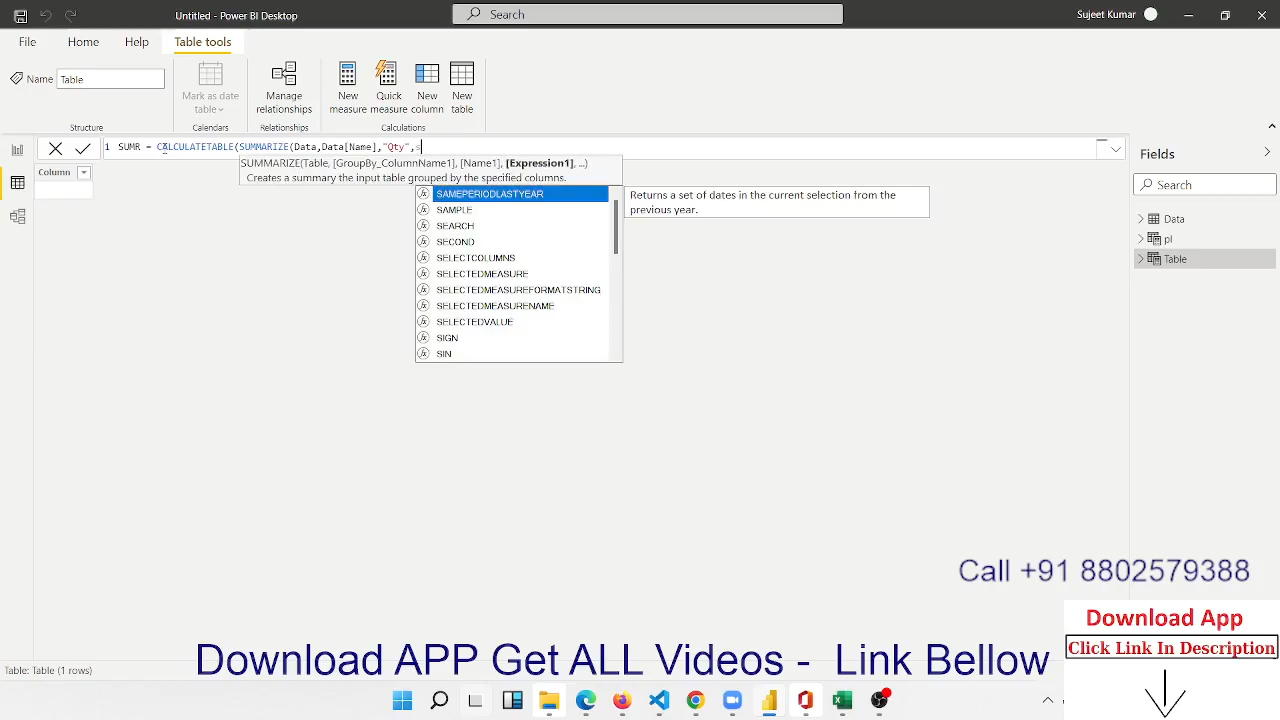 Untitled - Power BI Desktop
Search
Sujeet Kumar
File
Home
Help
Table tools
Name
Table
Mark as date table
Manage relationships
New measure
Quick measure
New column
New table
Structure
Calendars
Relationships
Calculations
1 SUMR = CALCULATETABLE(SUMMARIZE(Data,Data[Name],"Qty",s
SUMMARIZE(Table, [GroupBy_ColumnName1], [Name1], [Expression1], ...)
Creates a summary the input table grouped by the specified columns.
Column
SAMEPERIODLASTYEAR
SAMPLE
SEARCH
SECOND
SELECTCOLUMNS
SELECTEDMEASURE
SELECTEDMEASUREFORMATSTRING
SELECTEDMEASURENAME
SELECTEDVALUE
SIGN
SIN
Returns a set of dates in the current selection from the
previous year.
Fields
Search
Data
pl
Table
Call +91 8802579388
Download App
Click Link In Description
Download APP Get ALL Videos - Link Bellow
Table: Table (1 rows)